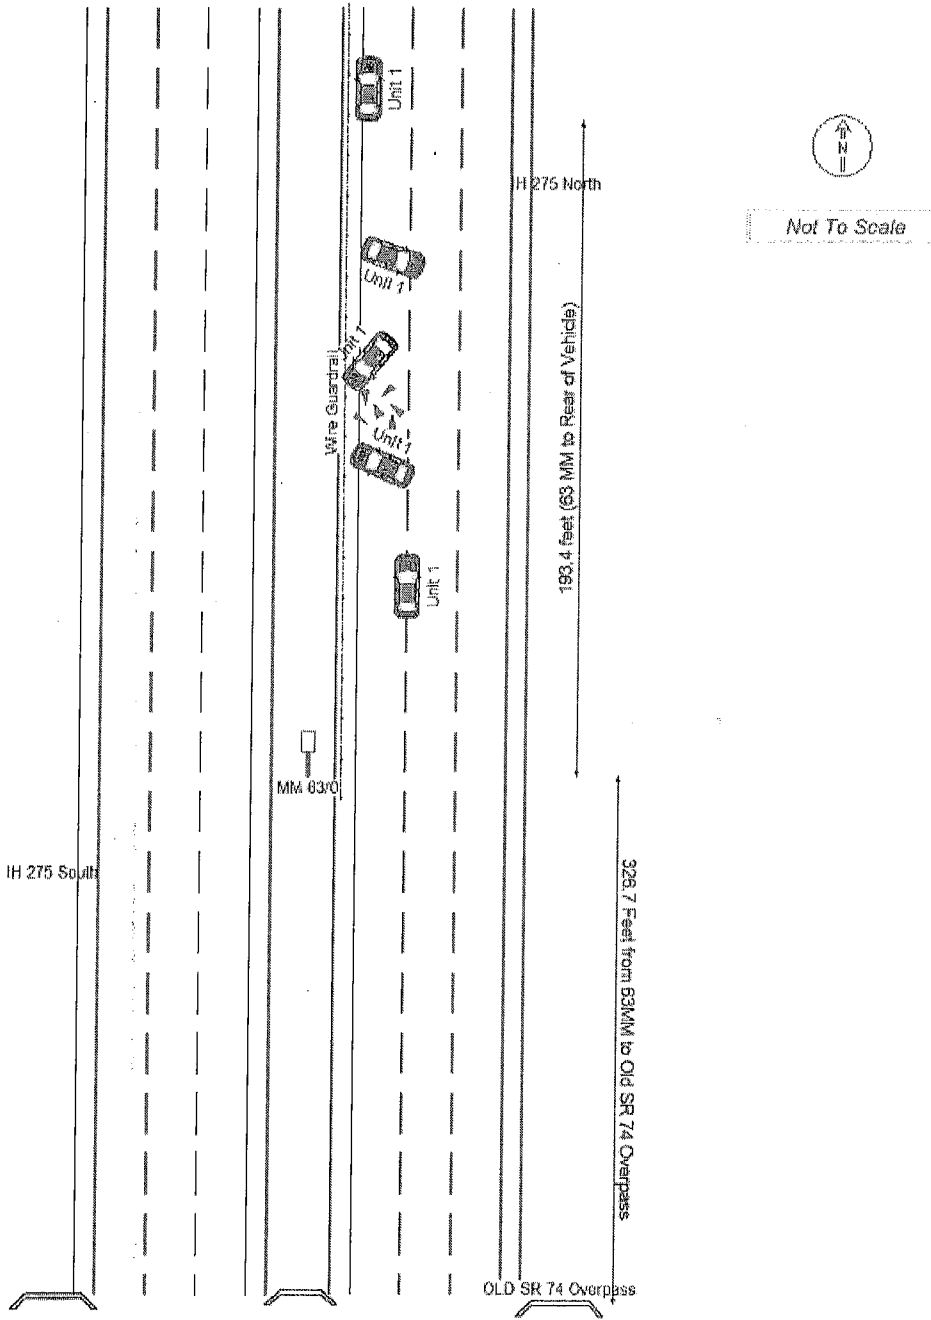 Unit 1
IH 275 North
N
Not To Scale
Unit 1
Unit 1
Wire Guardrail
Unit 1
193.4 feet (63 MM to Rear of Vehicle)
Unit 1
MM 63/0
IH 275 South
326.7 Feet from 63MM to Old SR 74 Overpass
OLD SR 74 Overpass